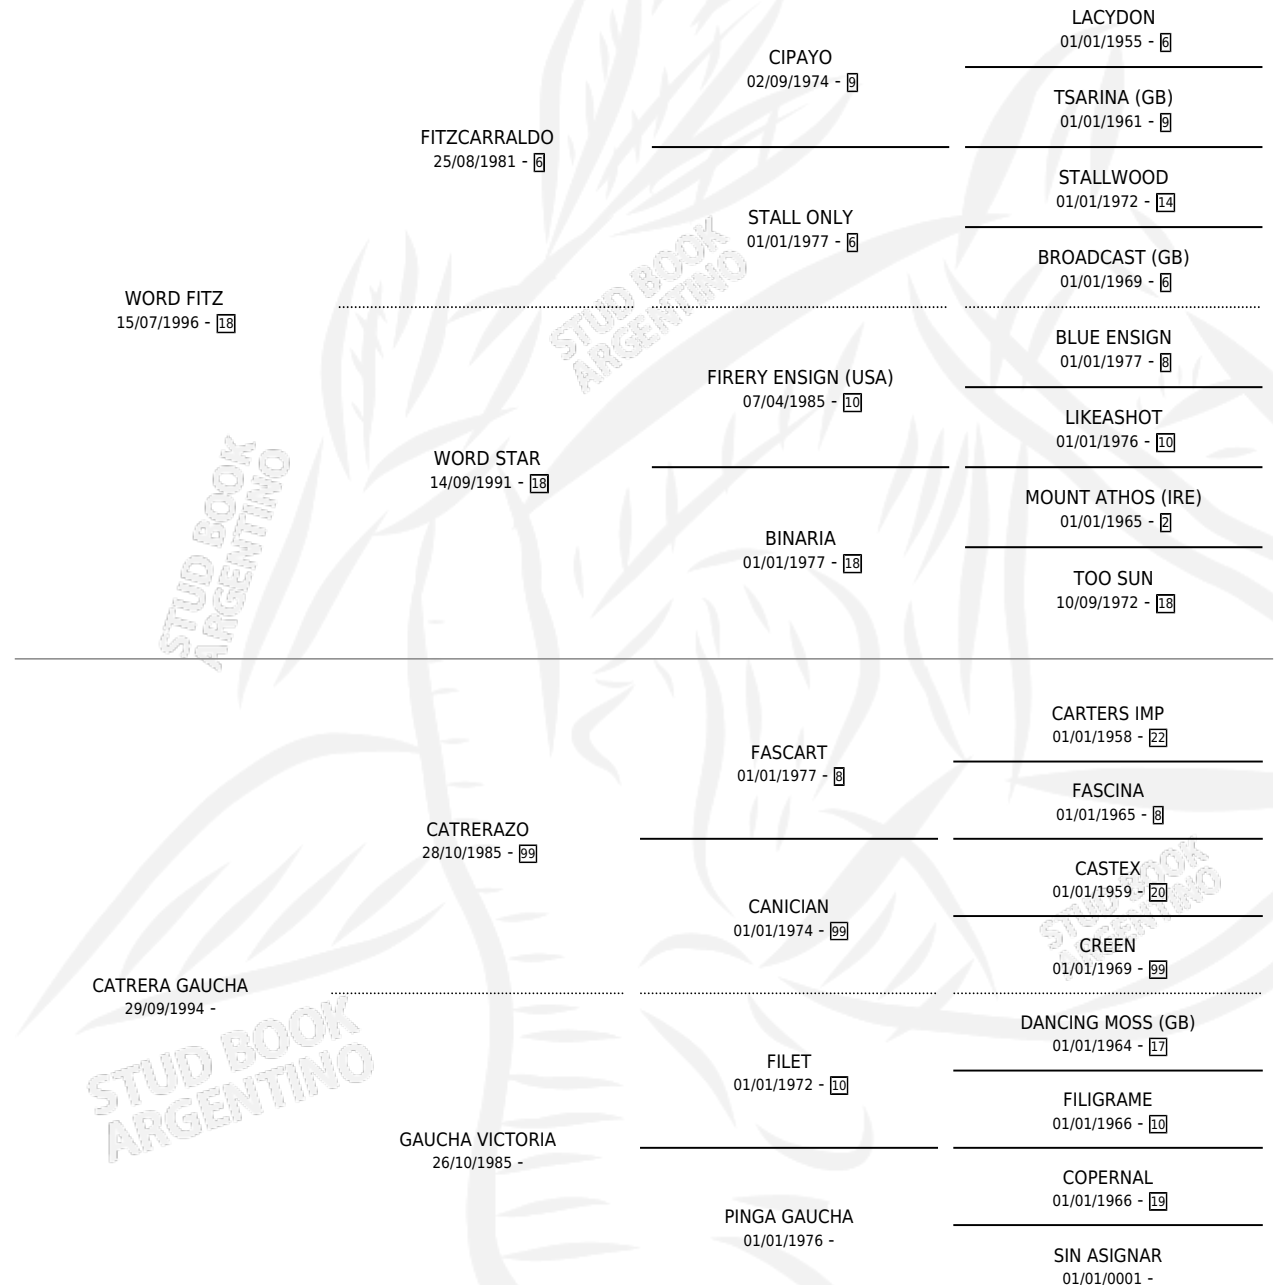 LACYDON
01/01/1955 - 6
CIPAYO
02/09/1974 - 9
TSARINA (GB)
01/01/1961 - 9
FITZCARRALDO
25/08/1981 - 6
STALLWOOD
01/01/1972 - 14
STALL ONLY
01/01/1977 - 6
BROADCAST (GB)
01/01/1969 - 6
WORD FITZ
15/07/1996 - 18
BLUE ENSIGN
01/01/1977 - 8
FIRERY ENSIGN (USA)
07/04/1985 - 10
LIKEASHOT
01/01/1976 - 10
WORD STAR
14/09/1991 - 18
MOUNT ATHOS (IRE)
01/01/1965 - 2
BINARIA
01/01/1977 - 18
TOO SUN
10/09/1972 - 18
CARTERS IMP
01/01/1958 - 22
FASCART
01/01/1977 - 8
FASCINA
01/01/1965 - 8
CATRERAZO
28/10/1985 - 99
CASTEX
01/01/1959 - 20
CANICIAN
01/01/1974 - 99
CREEN
01/01/1969 - 99
CATRERA GAUCHA
29/09/1994 -
DANCING MOSS (GB)
01/01/1964 - 17
FILET
01/01/1972 - 10
FILIGRAME
01/01/1966 - 10
GAUCHA VICTORIA
26/10/1985 -
COPERNAL
01/01/1966 - 19
PINGA GAUCHA
01/01/1976 -
SIN ASIGNAR
01/01/0001 -
STUD BOOK
ARGENTINO
STUD BOOK
ARGENTINO
STUD BOOK
ARGENTINO
STUD BOOK
ARGENTINO